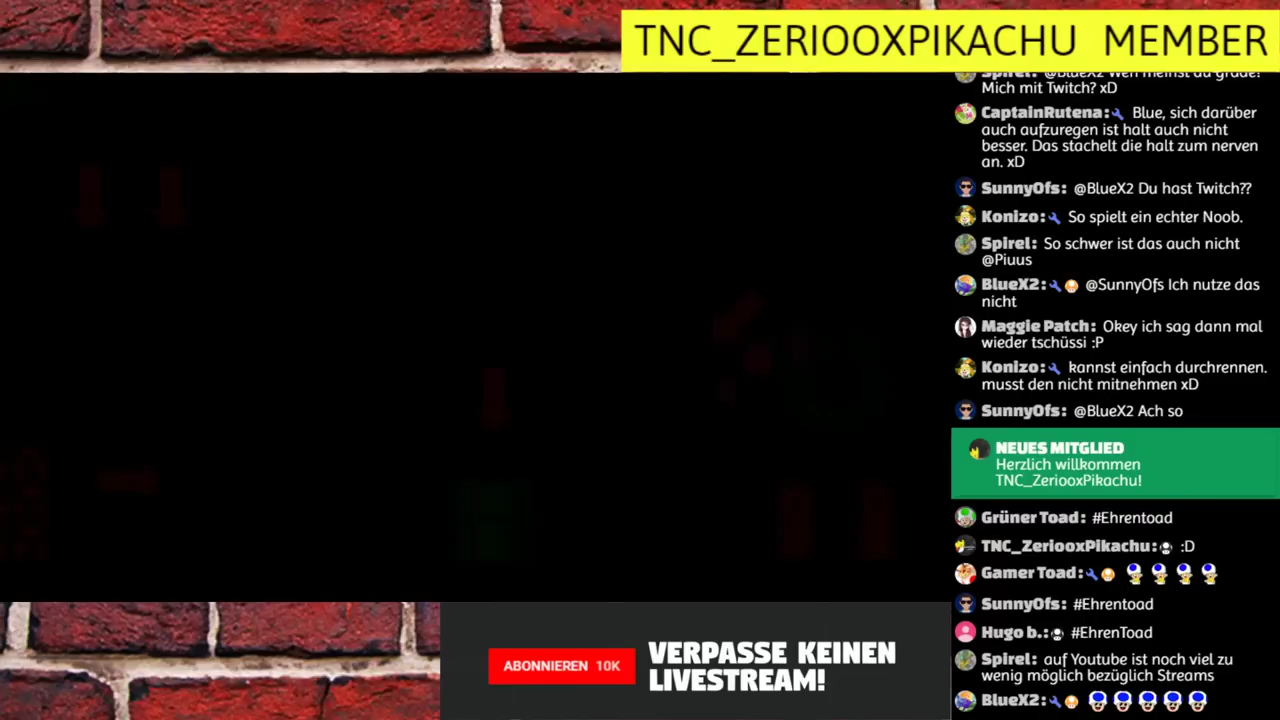 TNC_ZERIOOXPIKACHU MEMBER
Spirel: @BlueX2 Wen meinst du grade?
Mich mit Twitch? xD
CaptainRutena: Blue, sich darüber
auch aufzuregen ist halt auch nicht
besser. Das stachelt die halt zum nerven
an. xD
SunnyOfs: @BlueX2 Du hast Twitch??
Konizo: So spielt ein echter Noob.
Spirel: So schwer ist das auch nicht
@Piuus
BlueX2: @SunnyOfs Ich nutze das
nicht
Maggie Patch: Okey ich sag dann mal
wieder tschüssi :P
Konizo: kannst einfach durchrennen.
musst den nicht mitnehmen xD
SunnyOfs: @BlueX2 Ach so
NEUES MITGLIED
Herzlich willkommen
TNC_ZeriooxPikachu!
Grüner Toad: #Ehrentoad
TNC_ZeriooxPikachu: :D
Gamer Toad:
SunnyOfs: #Ehrentoad
Hugo b.: #EhrenToad
Spirel: auf Youtube ist noch viel zu
wenig möglich bezüglich Streams
BlueX2:
ABONNIEREN 10K
VERPASSE KEINEN
LIVESTREAM!